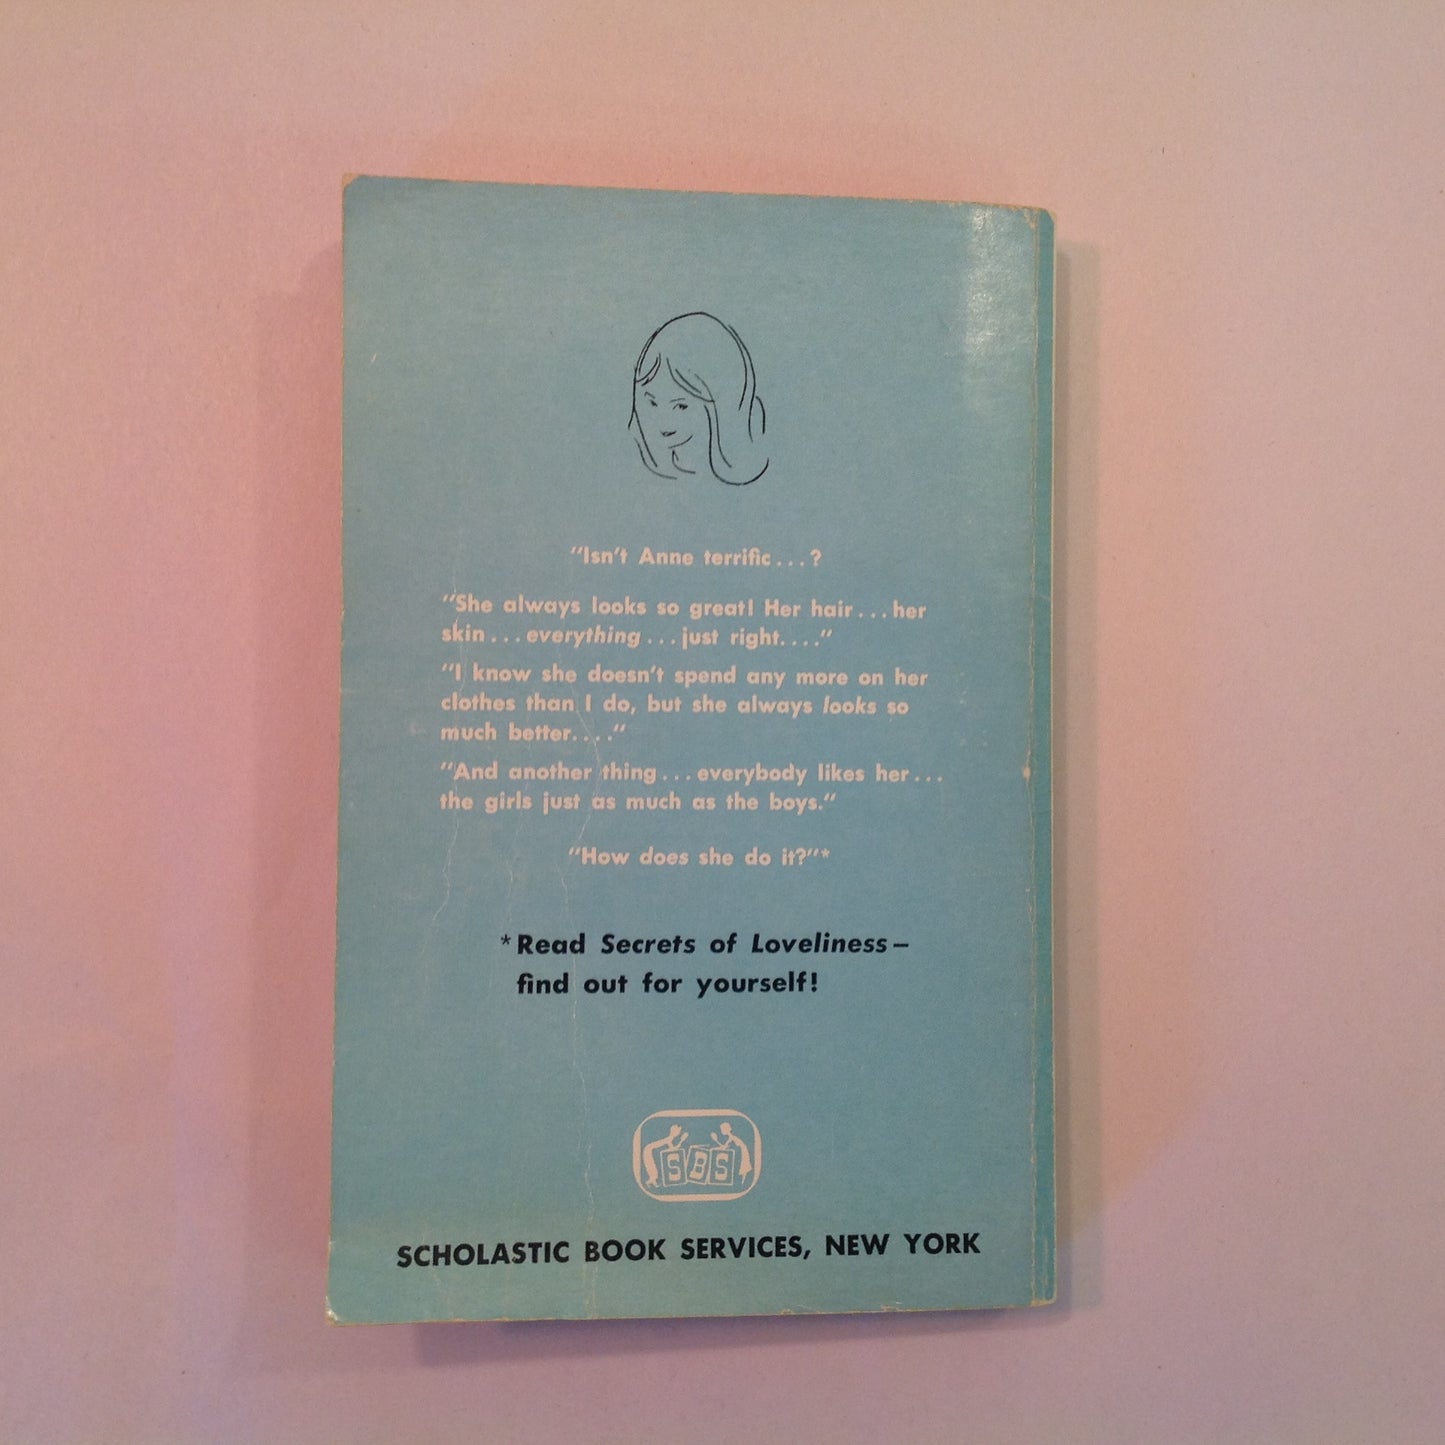 "Isn't Anne terrific...?
"She always looks so great! Her hair...her
skin...everything...just right...."
"I know she doesn't spend any more on her
clothes than I do, but she always looks so
much better...."
"And another thing...everybody likes her...
the girls just as much as the boys."
"How does she do it?"*
*Read Secrets of Loveliness—
find out for yourself!
SBS
SCHOLASTIC BOOK SERVICES, NEW YORK